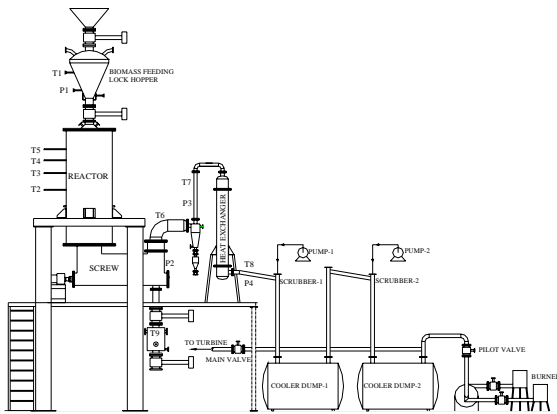 T1
BIOMASS FEEDING
LOCK HOPPER
P1
T5
T4
T3
T2
REACTOR
T7
P3
T6
HEAT EXCHANGER
P2
SCREW
T8
P4
PUMP-1
PUMP-2
SCRUBBER-1
SCRUBBER-2
T9
TO TURBINE
MAIN VALVE
PILOT VALVE
BURNER
COOLER DUMP-1
COOLER DUMP-2